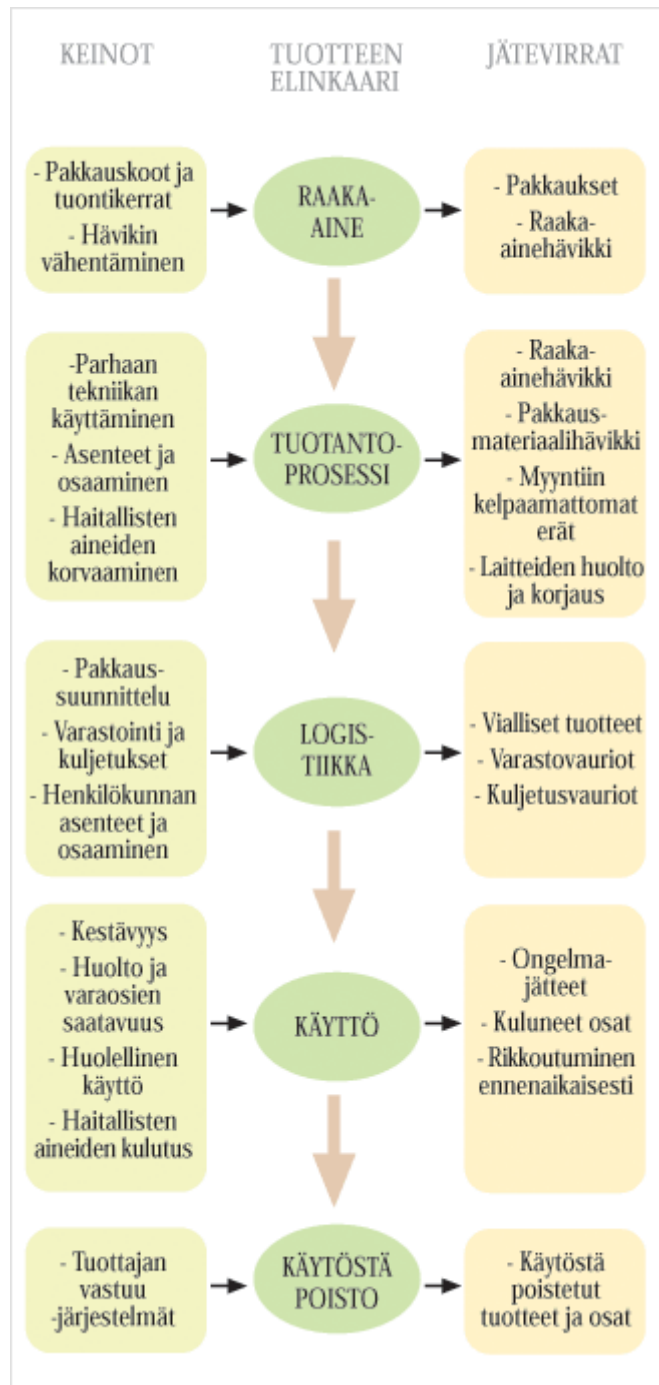 KEINOT
TUOTTEEN
ELINKAARI
JÄTEVIRRAT
- Pakkauskoot ja
tuontikerrat
- Hävikin
vähentäminen
RAAKA-
AINE
- Pakkaukset
- Raaka-
ainehävikki
-Parhaan
tekniikan
käyttäminen
- Asenteet ja
osaaminen
- Haitallisten
aineiden
korvaaminen
TUOTANTO-
PROSESSI
- Raaka-
ainehävikki
- Pakkaus-
materiaalihävikki
- Myyntiin
kelpaamattomat
erät
- Laitteiden huolto
ja korjaus
- Pakkaus-
suunnittelu
- Varastointi ja
kuljetukset
- Henkilökunnan
asenteet ja
osaaminen
LOGIS-
TIIKKA
- Vialliset tuotteet
- Varastovauriot
- Kuljetusvauriot
- Kestävyys
- Huolto ja
varaosien
saatavuus
- Huolellinen
käyttö
- Haitallisten
aineiden kulutus
KÄYTTÖ
- Ongelma-
jätteet
- Kuluneet osat
- Rikkoutuminen
ennenaikaisesti
- Tuottajan
vastuu
-järjestelmät
KÄYTÖSTÄ
POISTO
- Käytöstä
poistetut
tuotteet ja osat